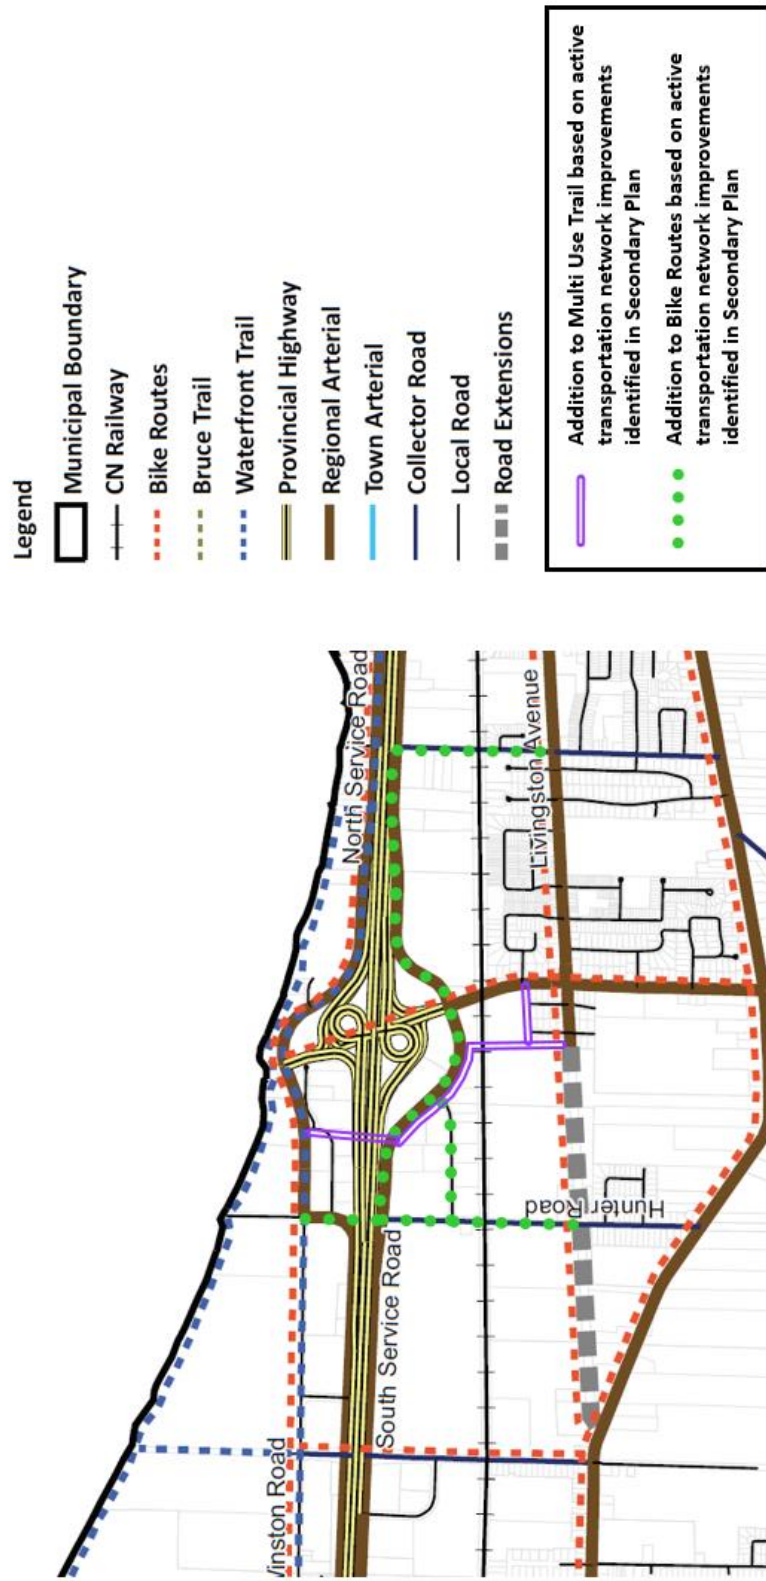 Legend
Municipal Boundary
CN Railway
Bike Routes
Bruce Trail
Waterfront Trail
Provincial Highway
Regional Arterial
Town Arterial
Collector Road
Local Road
Road Extensions
Addition to Multi Use Trail based on active
transportation network improvements
identified in Secondary Plan
Addition to Bike Routes based on active
transportation network improvements
identified in Secondary Plan
North Service Road
Livingston Avenue
Hunter Road
South Service Road
Vinston Road